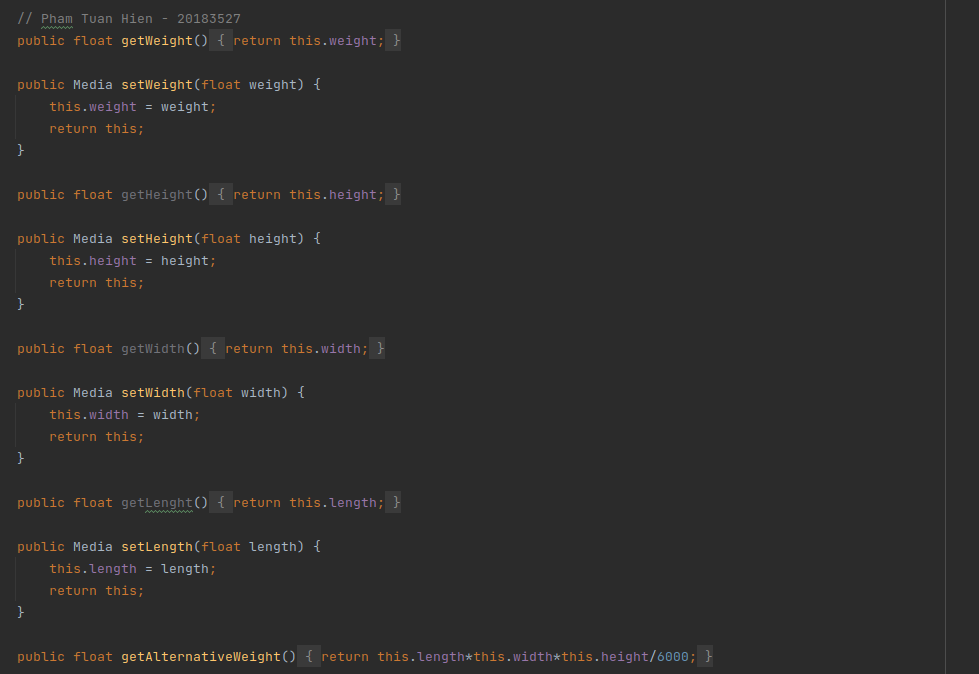 // Pham Tuan Hien - 20183527
public float getWeight() { return this.weight; }
public Media setWeight(float weight) {
this.weight = weight;
return this;
}
public float getHeight() { return this.height; }
public Media setHeight(float height) {
this.height = height;
return this;
}
public float getWidth() { return this.width; }
public Media setWidth(float width) {
this.width = width;
return this;
}
public float getLenght() { return this.length; }
public Media setLength(float length) {
this.length = length;
return this;
}
public float getAlternativeWeight() { return this.length*this.width*this.height/6000; }